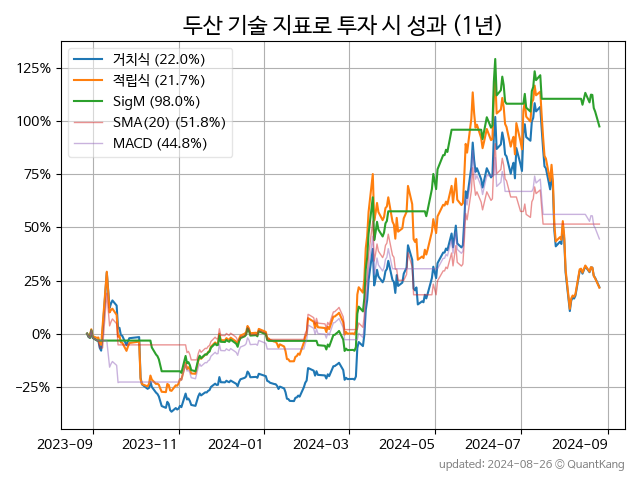 두산 기술 지표로 투자 시 성과 (1년)
거치식 (22.0%)
적립식 (21.7%)
SigM (98.0%)
SMA(20) (51.8%)
MACD (44.8%)
125%
100%
75%
50%
25%
0%
−25%
2023-09 2023-11 2024-01 2024-03 2024-05 2024-07 2024-09
updated: 2024-08-26 © QuantKang